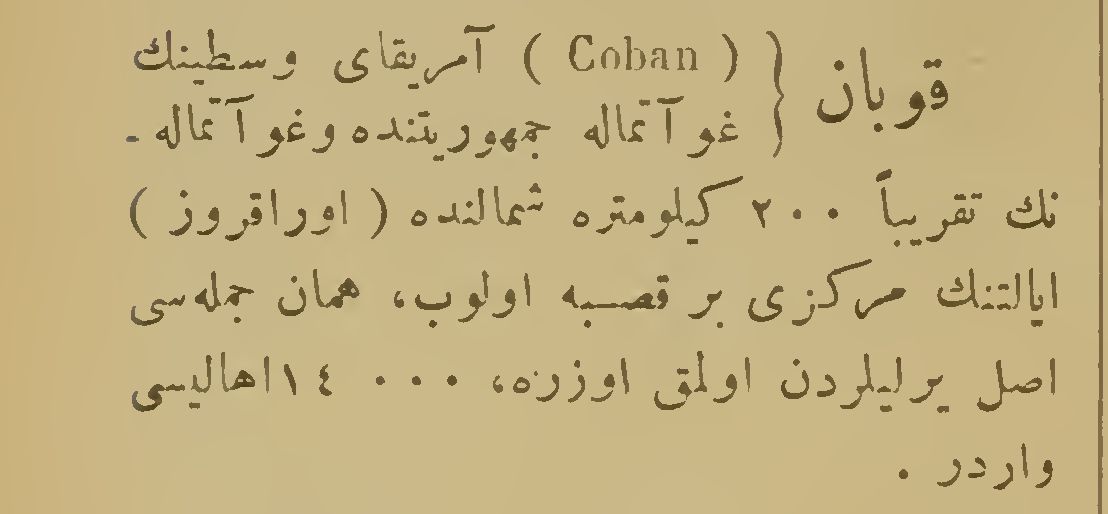 قوبان { ( Coban ) آمریقای وسطینك
غوآتماله جمهوریتنده وغوآتماله -
نك تقریباً ۲۰۰ کیلومتره شمالنده ( اوراقروز )
ایالتنك مرکزی بر قصبه اولوب، همان جمله‌سی
اصل یرلیلردن اولمق اوزره، ۱٤۰۰۰ اهالیسی
واردر .